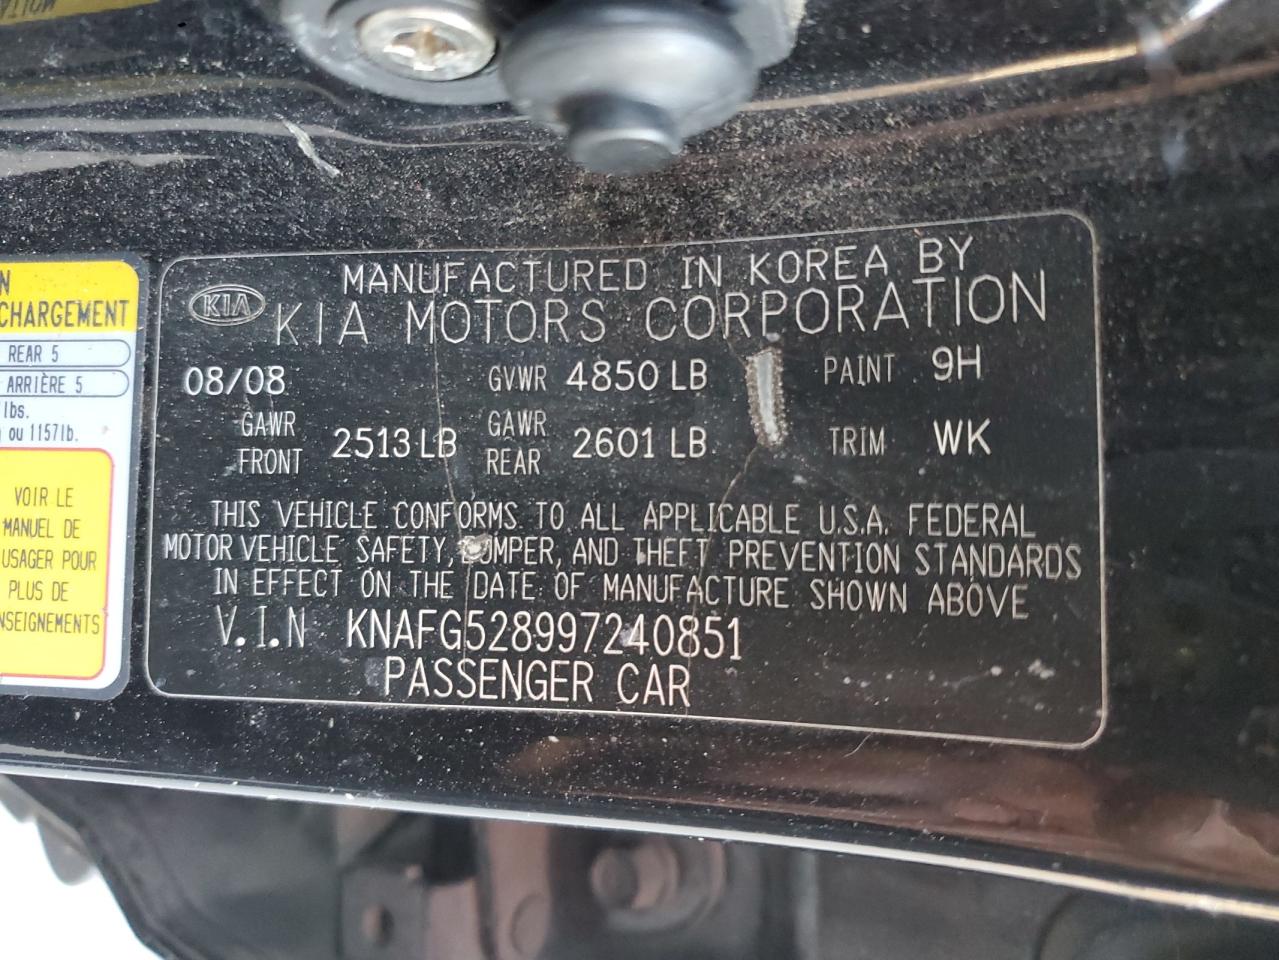 MANUFACTURED IN KOREA BY
KIA KIA MOTORS CORPORATION
08/08 GVWR 4850 LB PAINT 9H
GAWR FRONT 2513 LB GAWR REAR 2601 LB TRIM WK
THIS VEHICLE CONFORMS TO ALL APPLICABLE U.S.A. FEDERAL
MOTOR VEHICLE SAFETY, BUMPER, AND THEFT PREVENTION STANDARDS
IN EFFECT ON THE DATE OF MANUFACTURE SHOWN ABOVE
V.I.N KNAFG528997240851
PASSENGER CAR
CHARGEMENT
REAR 5
ARRIÈRE 5
lbs.
ou 1157lb.
VOIR LE
MANUEL DE
USAGER POUR
PLUS DE
NSEIGNEMENTS